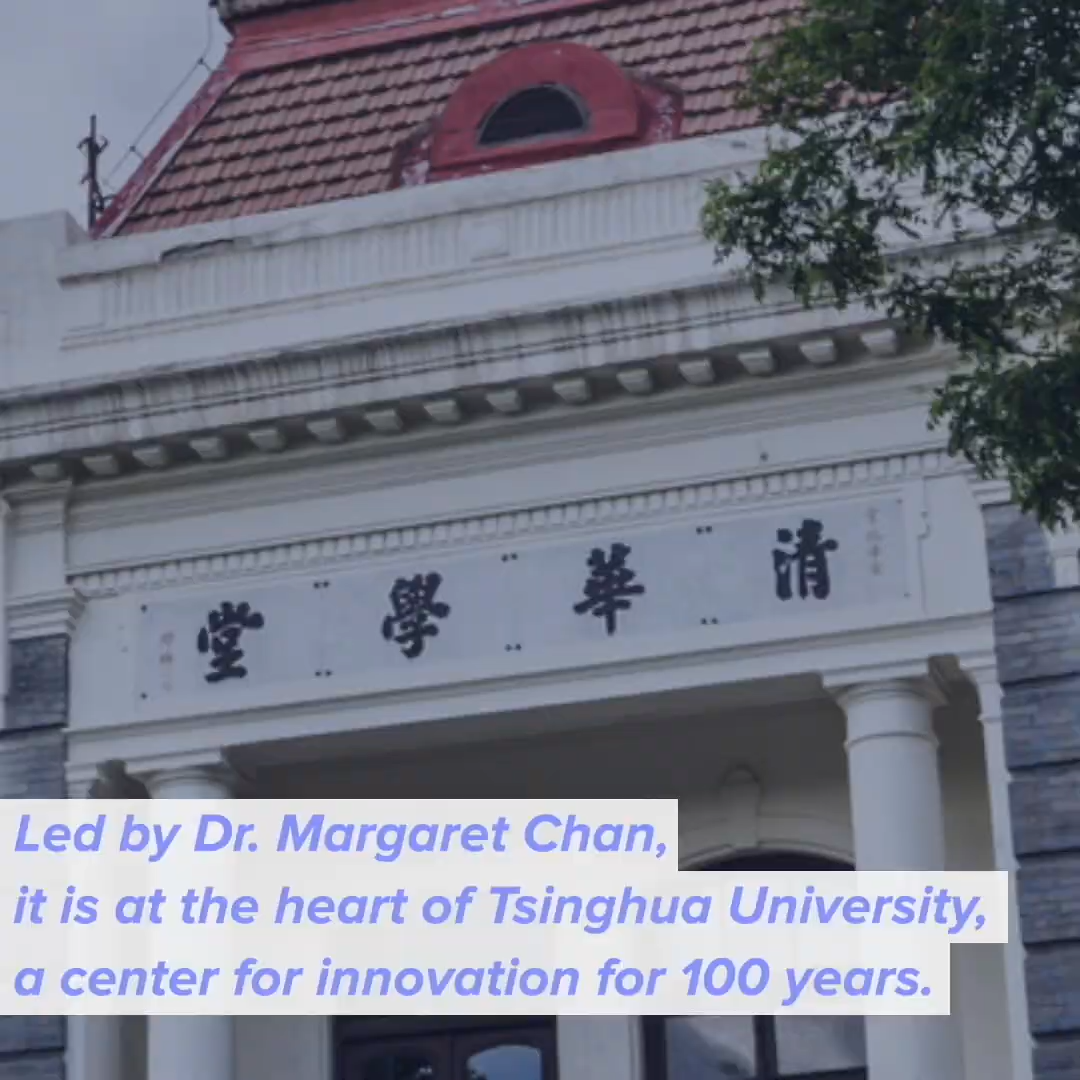 清華學堂
Led by Dr. Margaret Chan,
it is at the heart of Tsinghua University,
a center for innovation for 100 years.